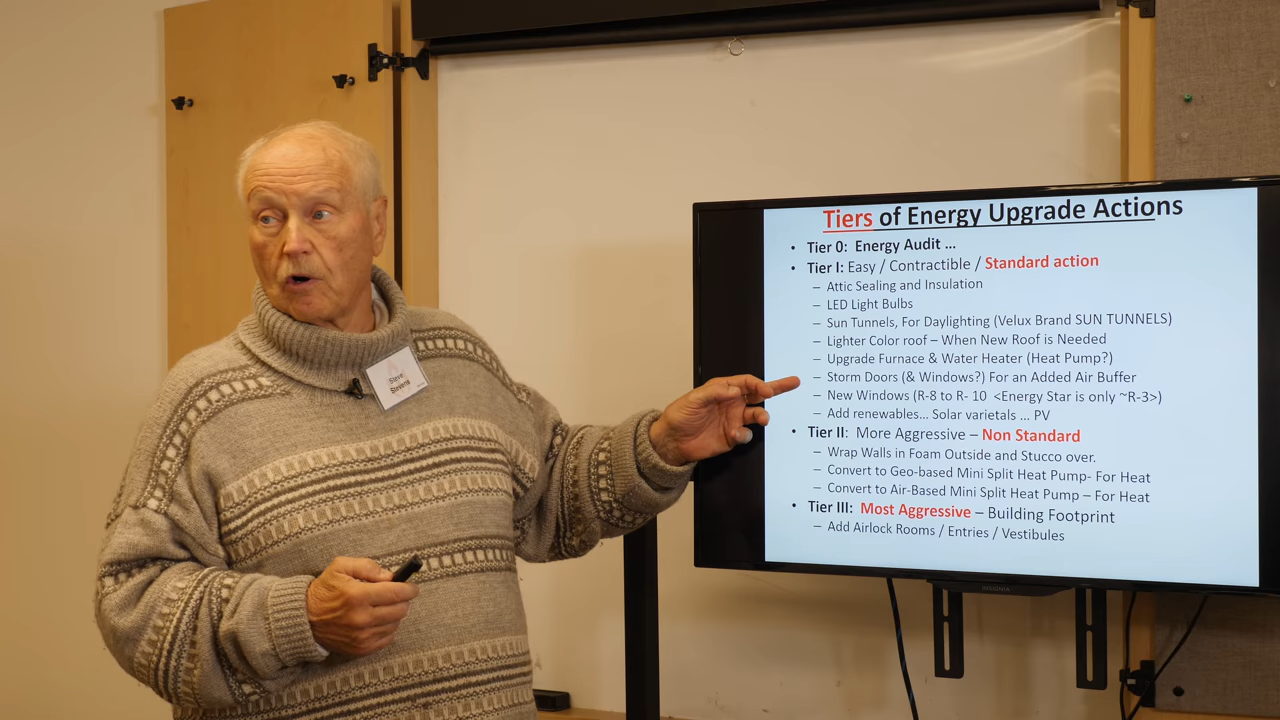 Tiers of Energy Upgrade Actions
• Tier 0: Energy Audit ...
• Tier I: Easy / Contractible / Standard action
– Attic Sealing and Insulation
– LED Light Bulbs
– Sun Tunnels, For Daylighting (Velux Brand SUN TUNNELS)
– Lighter Color roof – When New Roof is Needed
– Upgrade Furnace & Water Heater (Heat Pump?)
– Storm Doors (& Windows?) For an Added Air Buffer
– New Windows (R-8 to R- 10 <Energy Star is only ~R-3>)
– Add renewables... Solar varietals ... PV
• Tier II: More Aggressive – Non Standard
– Wrap Walls in Foam Outside and Stucco over.
– Convert to Geo-based Mini Split Heat Pump- For Heat
– Convert to Air-Based Mini Split Heat Pump – For Heat
• Tier III: Most Aggressive – Building Footprint
– Add Airlock Rooms / Entries / Vestibules
Steve
Stevens
INSIGNIA